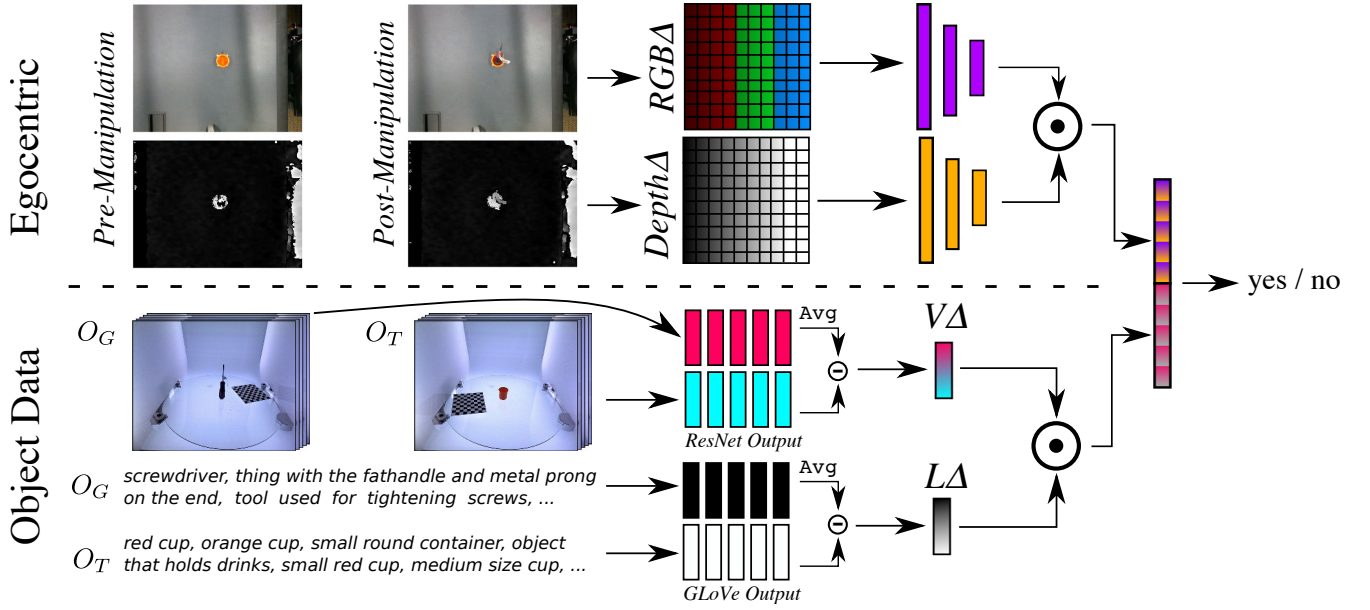 Egocentric
Pre-Manipulation
Post-Manipulation
RGBΔ
DepthΔ
yes / no
Object Data
O_G
O_T
Avg
ResNet Output
VΔ
O_G
screwdriver, thing with the fathandle and metal prong
on the end, tool used for tightening screws, ...
O_T
red cup, orange cup, small round container, object
that holds drinks, small red cup, medium size cup, ...
Avg
GLoVe Output
LΔ